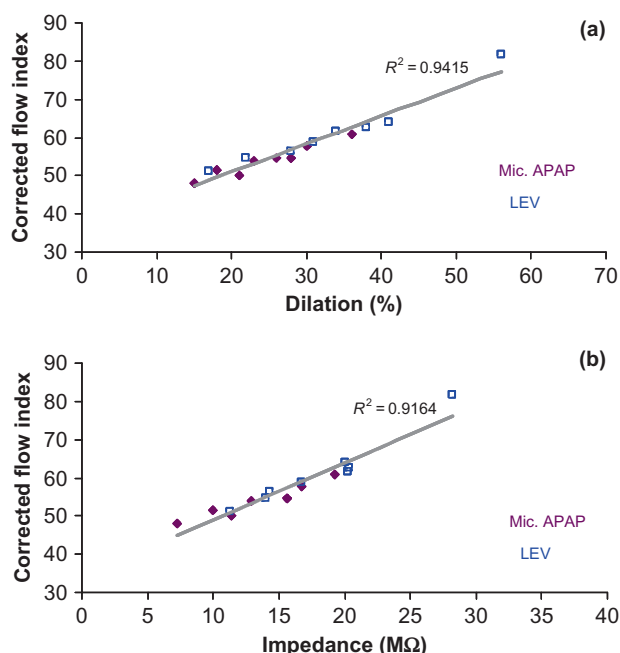 (a)
Corrected flow index
90
80
70
60
50
40
30
R² = 0.9415
Mic. APAP
LEV
0 10 20 30 40 50 60 70
Dilation (%)
(b)
Corrected flow index
90
80
70
60
50
40
30
R² = 0.9164
Mic. APAP
LEV
0 5 10 15 20 25 30 35 40
Impedance (MΩ)